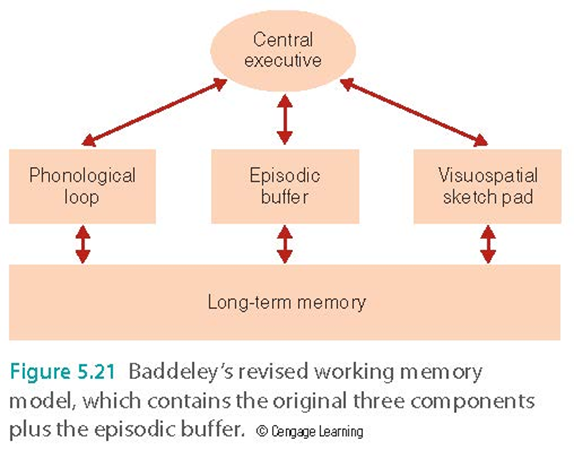 Central
executive
Phonological
loop
Episodic
buffer
Visuospatial
sketch pad
Long-term memory
Figure 5.21 Baddeley's revised working memory
model, which contains the original three components
plus the episodic buffer. © Cengage Learning